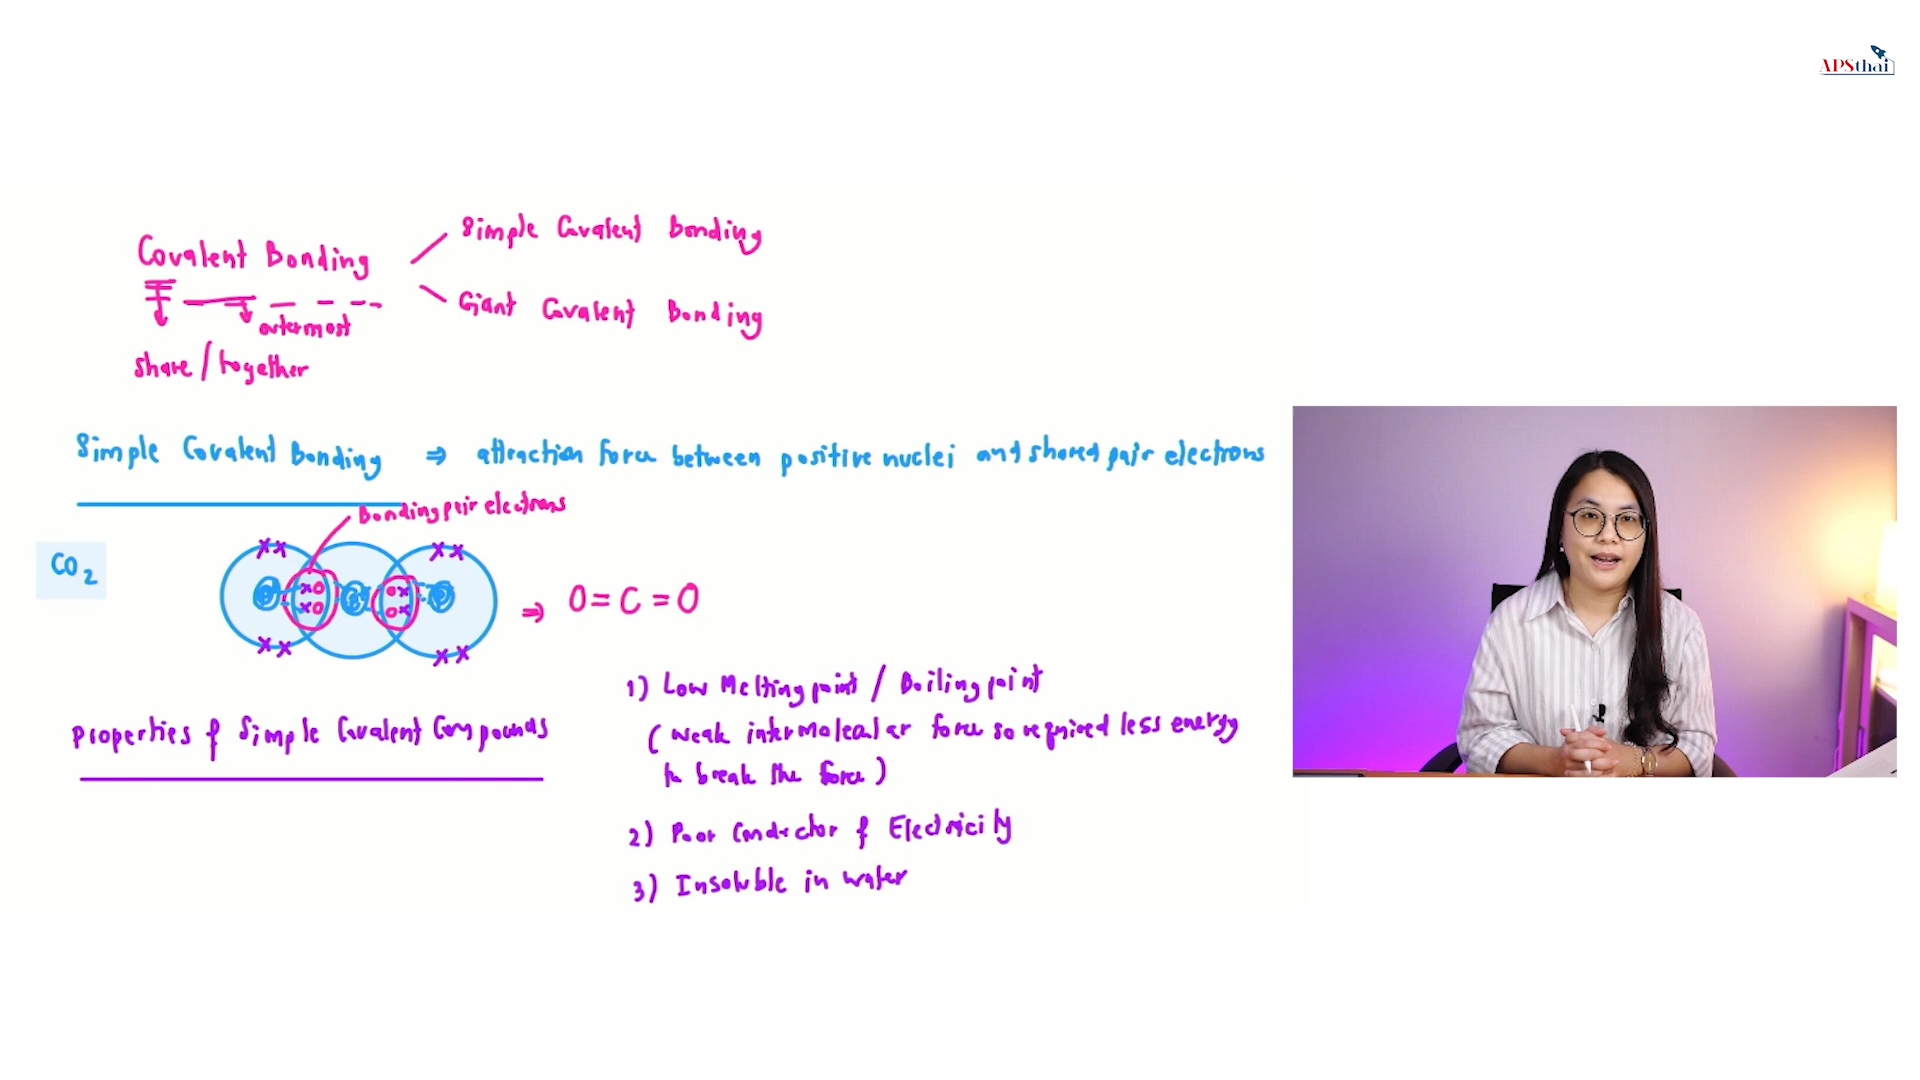 APSthai
Covalent Bonding
Simple Covalent Bonding
Giant Covalent Bonding
outermost
share / together
Simple Covalent Bonding ⇒ attraction force between positive nuclei and shared pair electrons
Bonding pair electrons
CO2
⇒ O=C=O
Properties of Simple Covalent Compounds
1) Low Melting point / Boiling point
(weak intermolecular force so required less energy
to break the force)
2) Poor Conductor of Electricity
3) Insoluble in water